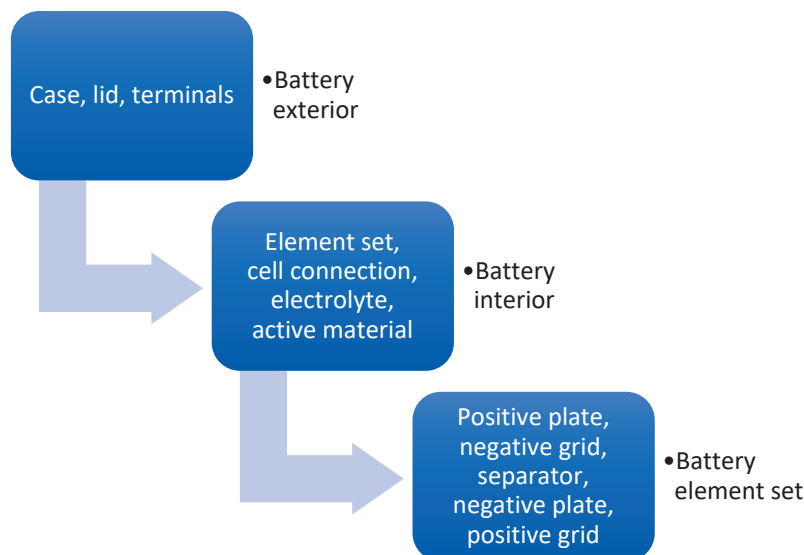 Case, lid, terminals
•Battery
exterior
Element set,
cell connection,
electrolyte,
active material
•Battery
interior
Positive plate,
negative grid,
separator,
negative plate,
positive grid
•Battery
element set